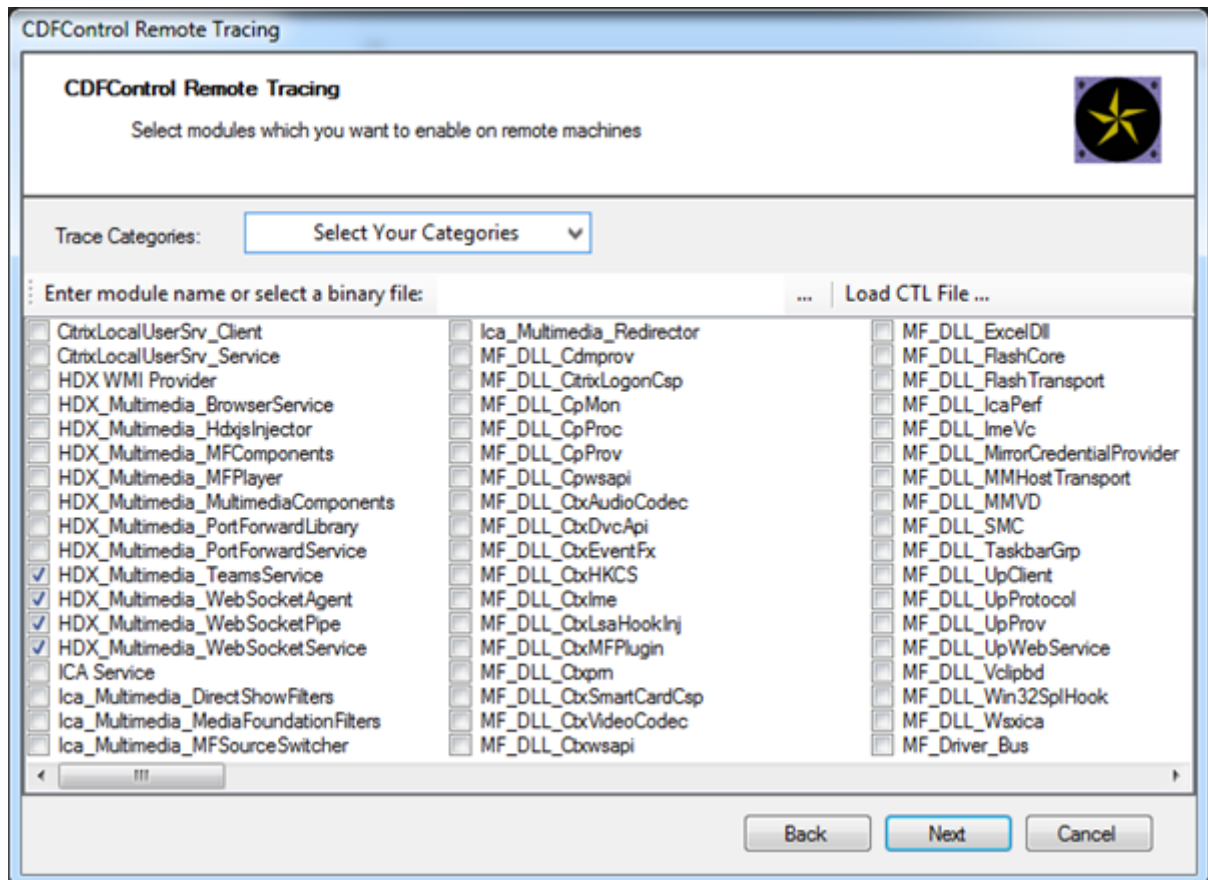 CDFControl Remote Tracing
CDFControl Remote Tracing
Select modules which you want to enable on remote machines
Trace Categories:
Select Your Categories
Enter module name or select a binary file:
...
Load CTL File ...
CitrixLocalUserSrv_Client
CitrixLocalUserSrv_Service
HDX WMI Provider
HDX_Multimedia_BrowserService
HDX_Multimedia_HdxjsInjector
HDX_Multimedia_MFComponents
HDX_Multimedia_MFPlayer
HDX_Multimedia_MultimediaComponents
HDX_Multimedia_PortForwardLibrary
HDX_Multimedia_PortForwardService
HDX_Multimedia_TeamsService
HDX_Multimedia_WebSocketAgent
HDX_Multimedia_WebSocketPipe
HDX_Multimedia_WebSocketService
ICA Service
Ica_Multimedia_DirectShowFilters
Ica_Multimedia_MediaFoundationFilters
Ica_Multimedia_MFSourceSwitcher
Ica_Multimedia_Redirector
MF_DLL_Cdmprov
MF_DLL_CitrixLogonCsp
MF_DLL_CpMon
MF_DLL_CpProc
MF_DLL_CpProv
MF_DLL_Cpwsapi
MF_DLL_CtxAudioCodec
MF_DLL_CtxDvcApi
MF_DLL_CtxEventFx
MF_DLL_CtxHKCS
MF_DLL_CtxIme
MF_DLL_CtxLsaHookInj
MF_DLL_CtxMFPlugin
MF_DLL_Ctxpm
MF_DLL_CtxSmartCardCsp
MF_DLL_CtxVideoCodec
MF_DLL_Ctxwsapi
MF_DLL_ExcelDll
MF_DLL_FlashCore
MF_DLL_FlashTransport
MF_DLL_IcaPerf
MF_DLL_ImeVc
MF_DLL_MirrorCredentialProvider
MF_DLL_MMHostTransport
MF_DLL_MMVD
MF_DLL_SMC
MF_DLL_TaskbarGrp
MF_DLL_UpClient
MF_DLL_UpProtocol
MF_DLL_UpProv
MF_DLL_UpWebService
MF_DLL_Vclipbd
MF_DLL_Win32SplHook
MF_DLL_Wsxica
MF_Driver_Bus
Back
Next
Cancel